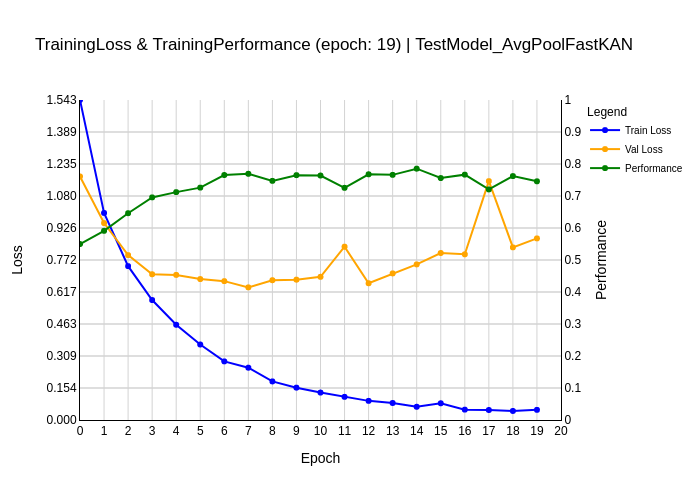 TrainingLoss & TrainingPerformance (epoch: 19) | TestModel_AvgPoolFastKAN
Legend
Train Loss
Val Loss
Performance
1.543
1.389
1.235
1.080
0.926
0.772
0.617
0.463
0.309
0.154
0.000
Loss
1
0.9
0.8
0.7
0.6
0.5
0.4
0.3
0.2
0.1
0
Performance
0 1 2 3 4 5 6 7 8 9 10 11 12 13 14 15 16 17 18 19 20
Epoch